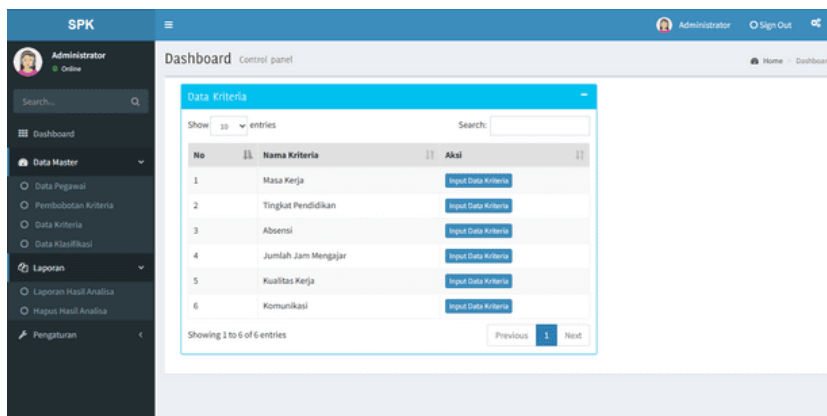 SPK
Administrator
Sign Out
Administrator
Online
Dashboard Control panel
Home > Dashboar
Search...
Data Kriteria
Show 10 entries
Search:
Dashboard
Data Master
Data Pegawai
Pembobotan Kriteria
Data Kriteria
Data Klasifikasi
Laporan
Laporan Hasil Analisa
Hapus Hasil Analisa
Pengaturan
No Nama Kriteria Aksi
1 Masa Kerja Input Data Kriteria
2 Tingkat Pendidikan Input Data Kriteria
3 Absensi Input Data Kriteria
4 Jumlah Jam Mengajar Input Data Kriteria
5 Kualitas Kerja Input Data Kriteria
6 Komunikasi Input Data Kriteria
Showing 1 to 6 of 6 entries
Previous 1 Next